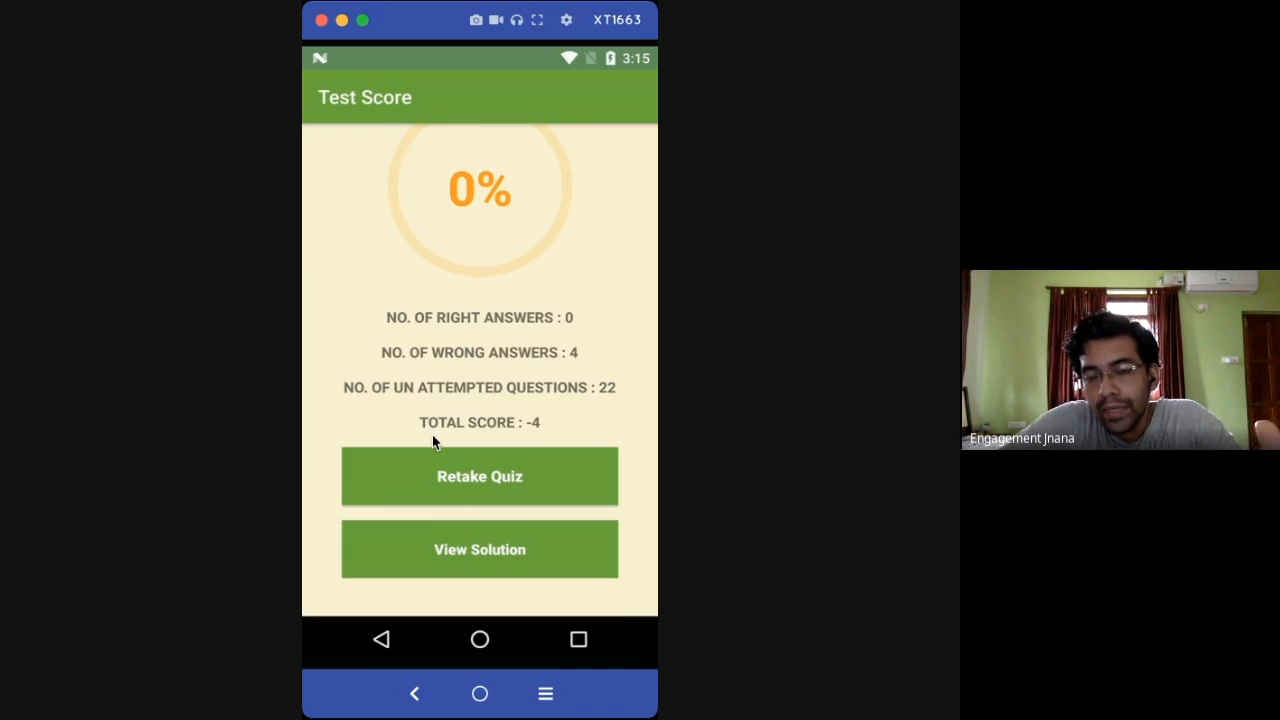 XT1663
3:15
Test Score
0%
NO. OF RIGHT ANSWERS : 0
NO. OF WRONG ANSWERS : 4
NO. OF UN ATTEMPTED QUESTIONS : 22
TOTAL SCORE : -4
Retake Quiz
View Solution
Engagement Jnana